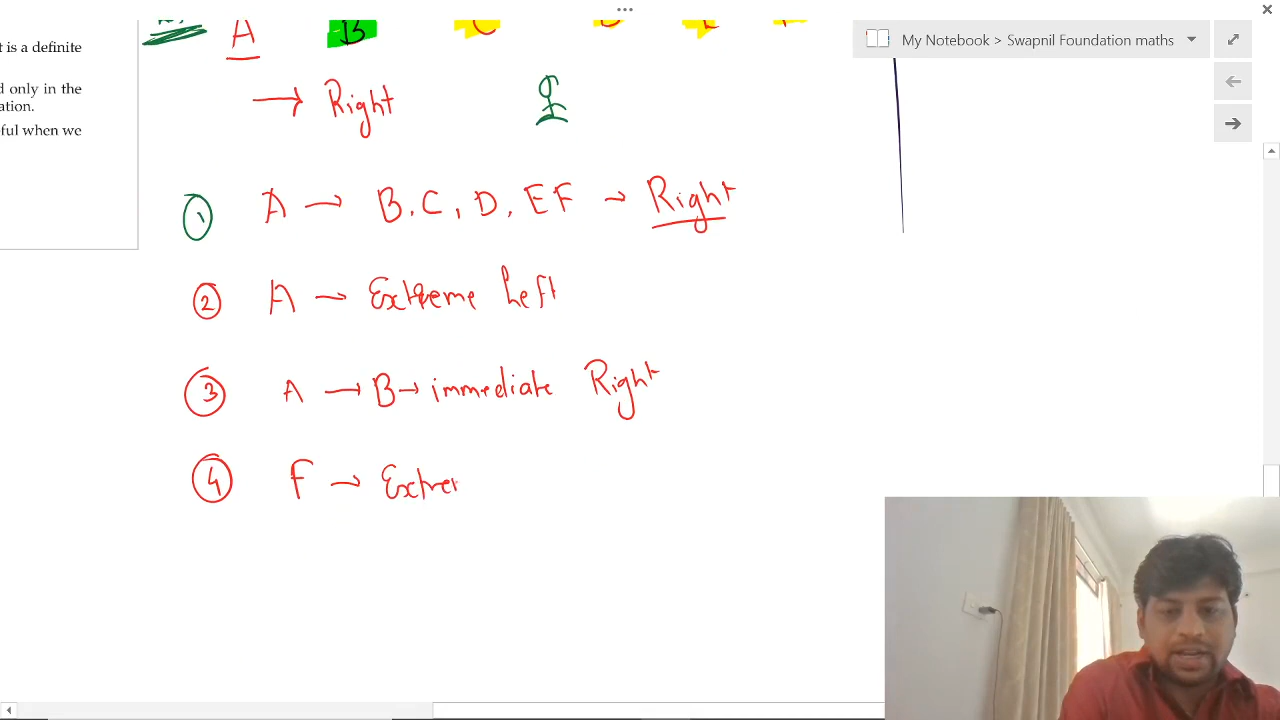 t is a definite
A B
My Notebook > Swapnil Foundation maths
d only in the
ation.
→ Right
ful when we
① A → B, C, D, E F → Right
② A → Extreme Left
③ A → B → immediate Right
④ F → Extrem